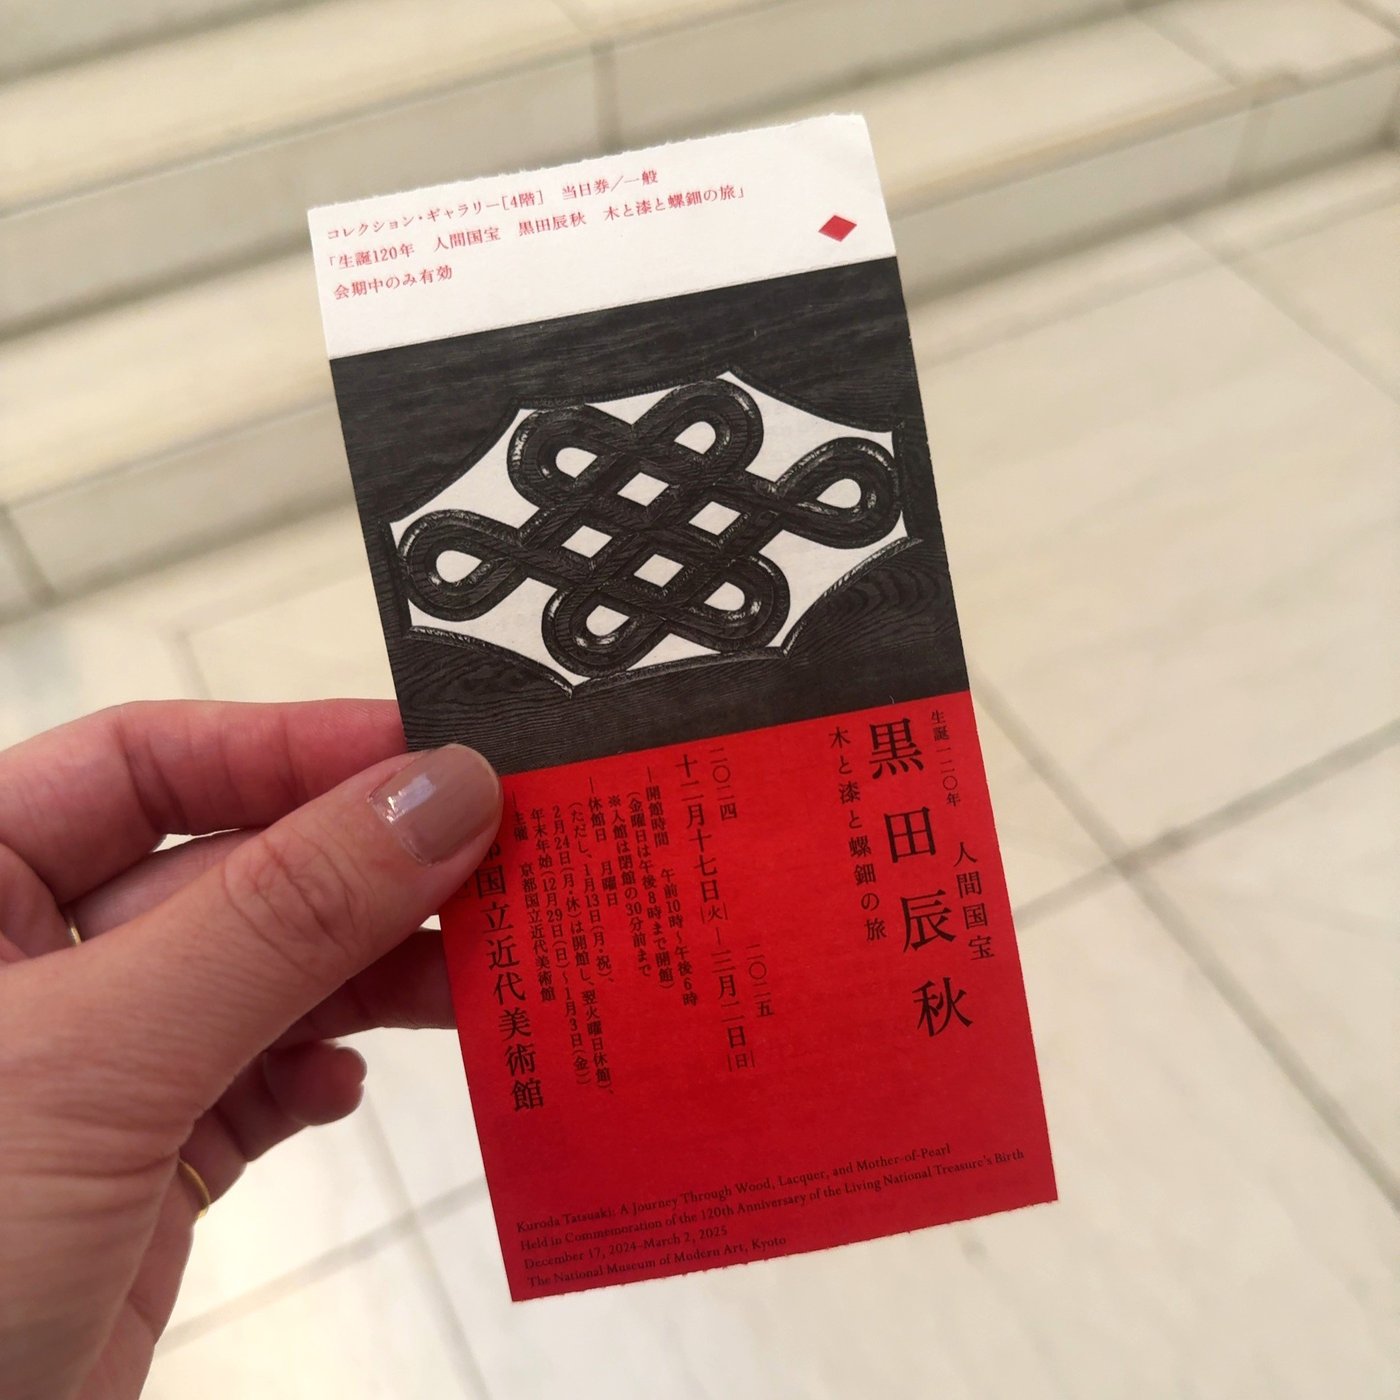 コレクション・ギャラリー［4階］　当日券／一般
「生誕120年　人間国宝　黒田辰秋　木と漆と螺鈿の旅」
会期中のみ有効
生誕一二〇年　人間国宝
黒田辰秋
木と漆と螺鈿の旅
二〇二四　二〇二五
十二月十七日｜火｜―三月二日｜日｜
―開館時間　午前10時～午後6時
（金曜日は午後8時まで開館）
※入館は閉館の30分前まで
―休館日　月曜日
（ただし、1月13日（月・祝）、
2月24日（月・休）は開館し、翌火曜日休館）、
年末年始（12月29日（日）～1月3日（金））
―主催　京都国立近代美術館
国立近代美術館
Kuroda Tatsuaki: A Journey Through Wood, Lacquer, and Mother-of-Pearl
Held in Commemoration of the 120th Anniversary of the Living National Treasure's Birth
December 17, 2024–March 2, 2025
The National Museum of Modern Art, Kyoto